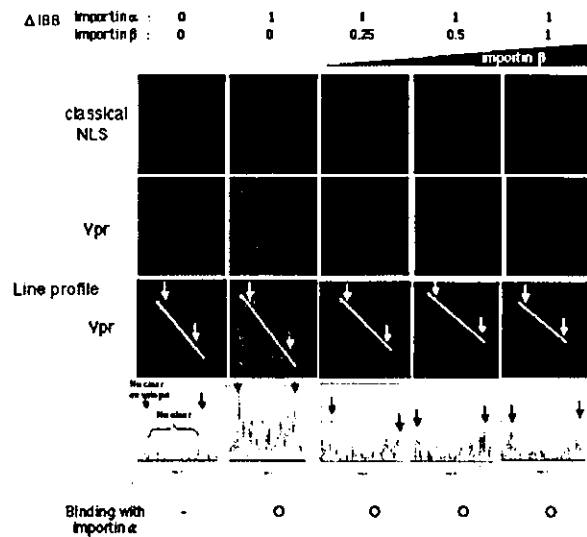 ΔIBB Importin α : 0 1 1 1 1
Importin β : 0 0 0.25 0.5 1
Importin β
classical
NLS
Vpr
Line profile
Vpr
Nuclear
envelope
Nuclear
Binding with
Importin α - O O O O